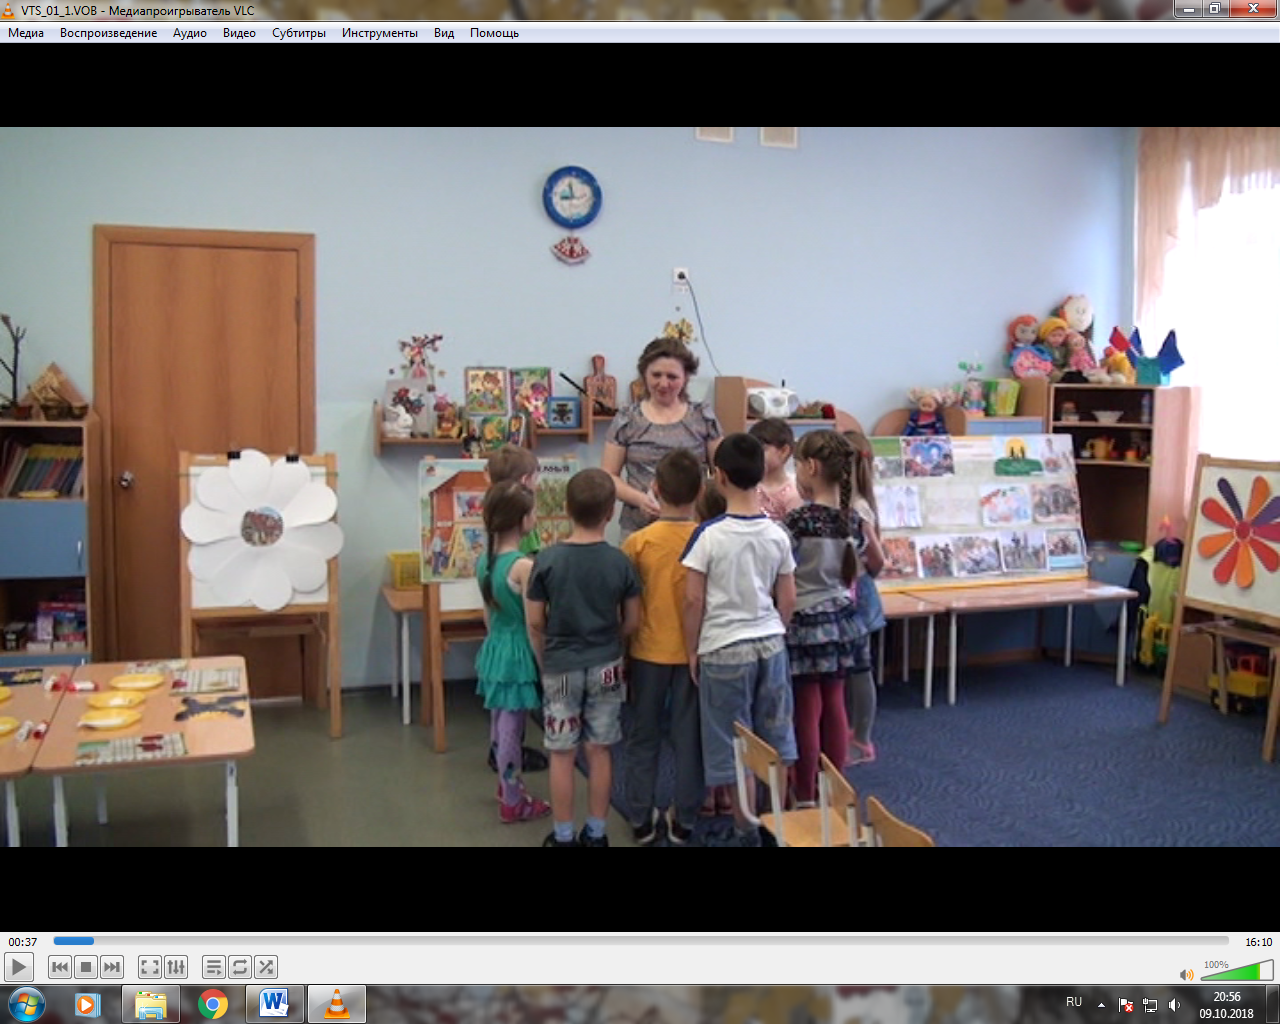 VTS_01_1.VOB - Медиапроигрыватель VLC
Медиа Воспроизведение Аудио Видео Субтитры Инструменты Вид Помощь
00:37
16:10
100%
RU
20:56
09.10.2018